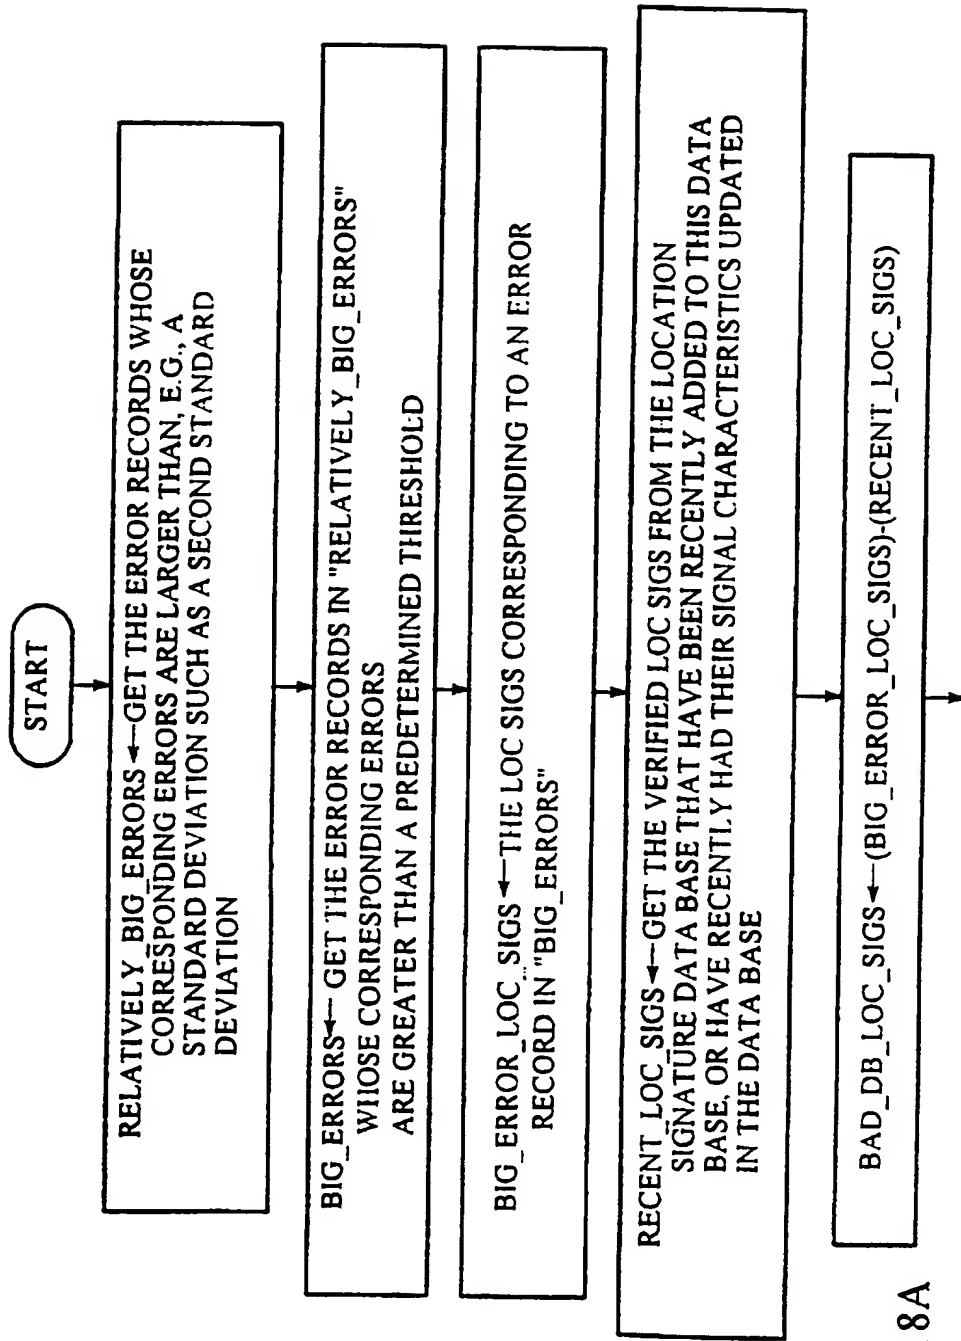 START
RELATIVELY_BIG_ERRORS ← GET THE ERROR RECORDS WHOSE
CORRESPONDING ERRORS ARE LARGER THAN, E.G., A
STANDARD DEVIATION SUCH AS A SECOND STANDARD
DEVIATION
BIG_ERRORS ← GET THE ERROR RECORDS IN "RELATIVELY_BIG_ERRORS"
WHOSE CORRESPONDING ERRORS
ARE GREATER THAN A PREDETERMINED THRESHOLD
BIG_ERROR_LOC_SIGS ← THE LOC SIGS CORRESPONDING TO AN ERROR
RECORD IN "BIG_ERRORS"
RECENT_LOC_SIGS ← GET THE VERIFIED LOC SIGS FROM THE LOCATION
SIGNATURE DATA BASE THAT HAVE BEEN RECENTLY ADDED TO THIS DATA
BASE, OR HAVE RECENTLY HAD THEIR SIGNAL CHARACTERISTICS UPDATED
IN THE DATA BASE
BAD_DB_LOC_SIGS ← (BIG_ERROR_LOC_SIGS)-(RECENT_LOC_SIGS)
8A